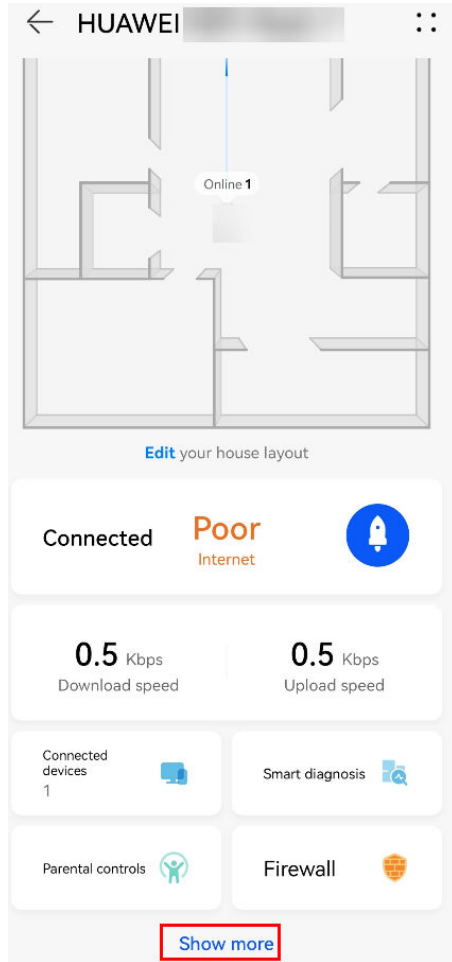 HUAWEI
Online 1
Edit your house layout
Connected
Poor
Internet
0.5 Kbps
Download speed
0.5 Kbps
Upload speed
Connected
devices
1
Smart diagnosis
Parental controls
Firewall
Show more